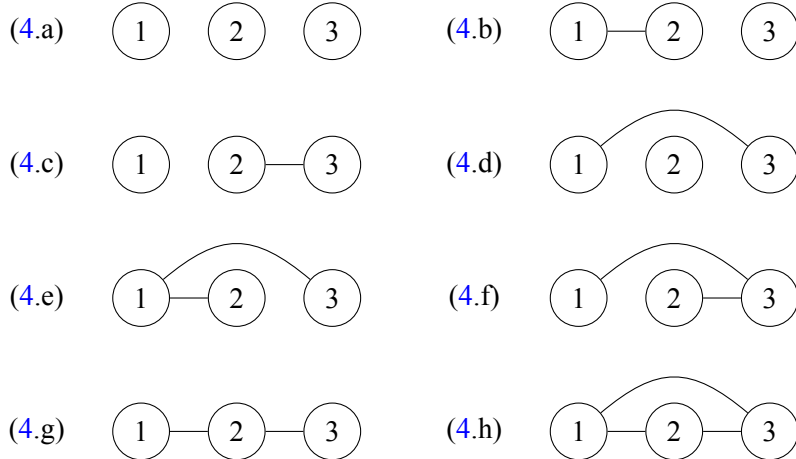 (4.a) 1 2 3 (4.b) 1 2 3
(4.c) 1 2 3 (4.d) 1 2 3
(4.e) 1 2 3 (4.f) 1 2 3
(4.g) 1 2 3 (4.h) 1 2 3